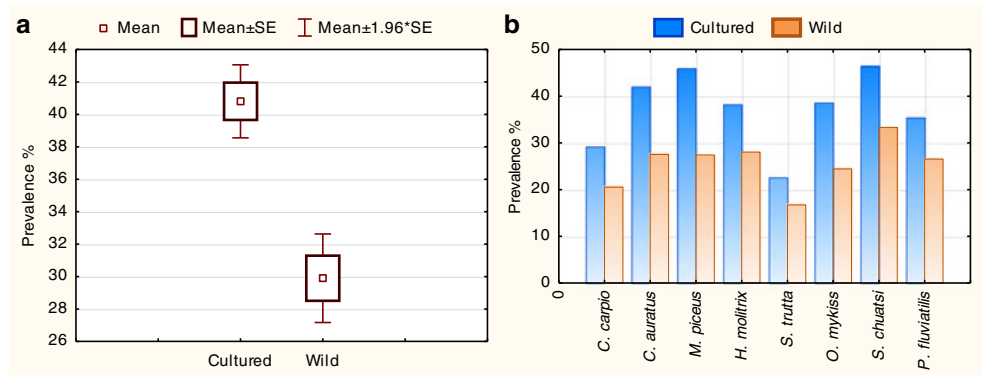 a
Mean Mean±SE Mean±1.96*SE
Prevalence %
44
42
40
38
36
34
32
30
28
26
Cultured Wild
b
Cultured Wild
Prevalence %
50
40
30
20
10
0
0
C. carpio
C. auratus
M. piceus
H. molitrix
S. trutta
O. mykiss
S. chuatsi
P. fluviatilis